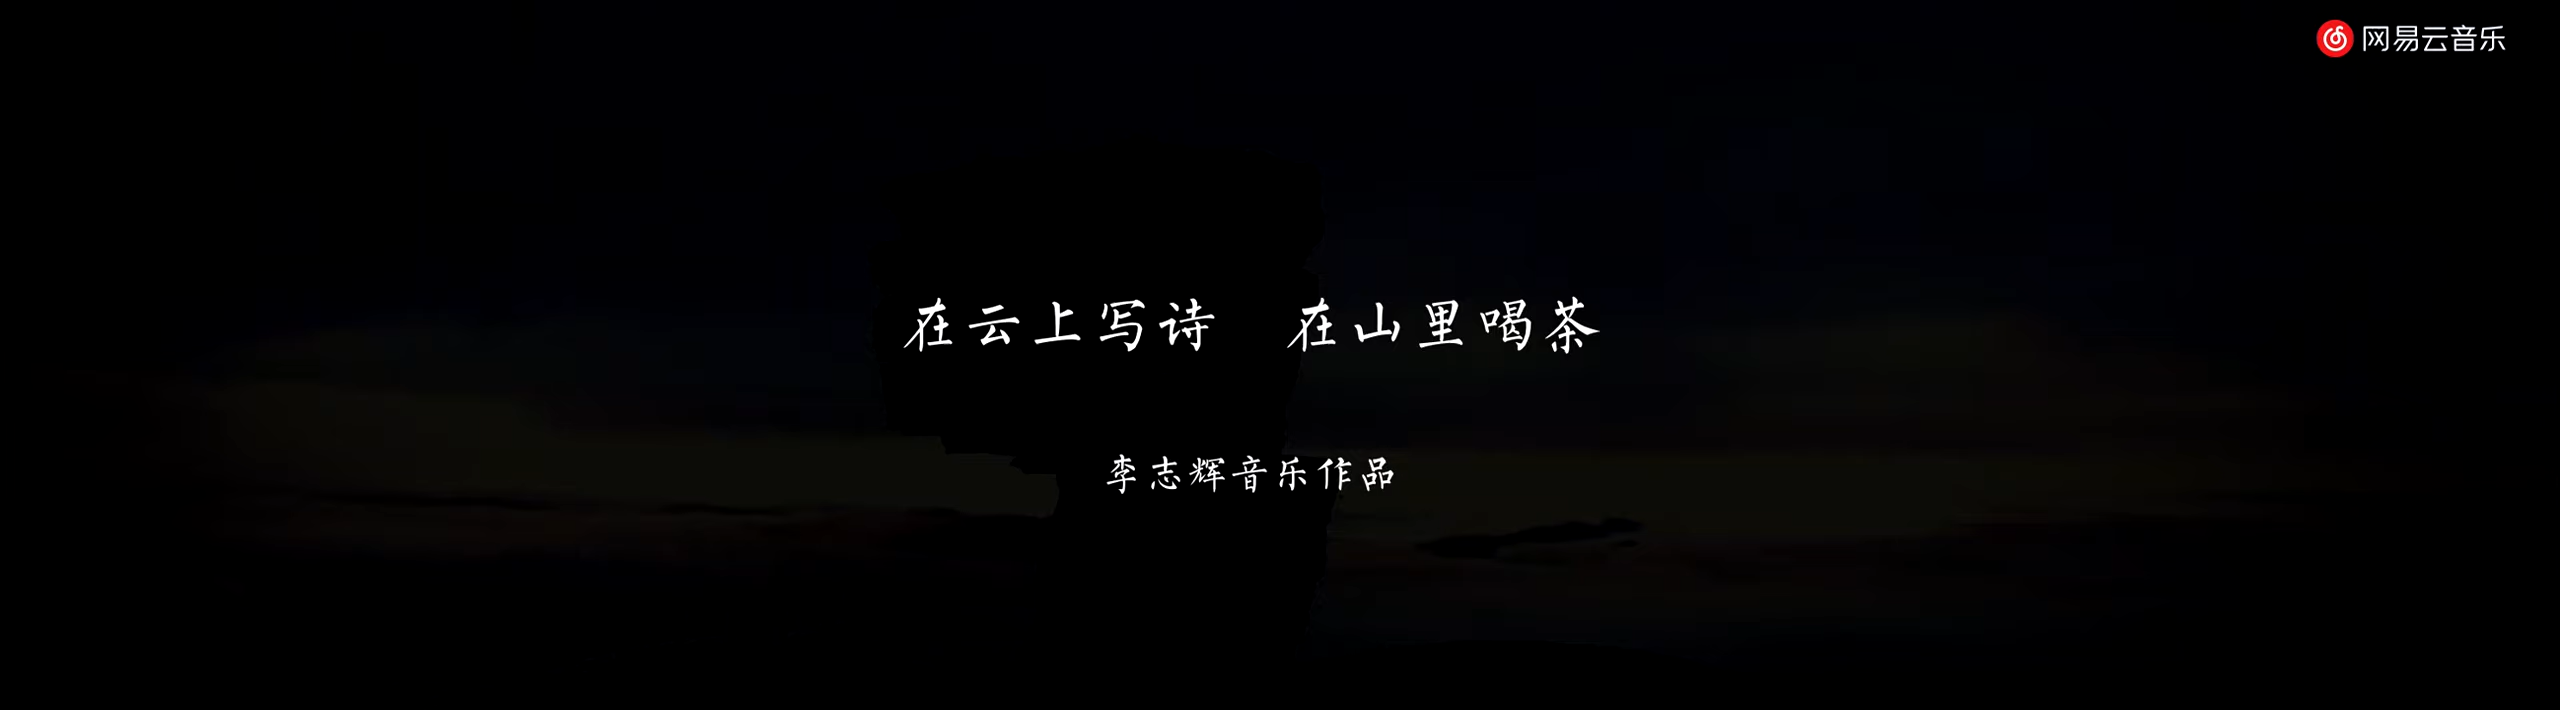 网易云音乐
在云上写诗 在山里喝茶
李志辉音乐作品